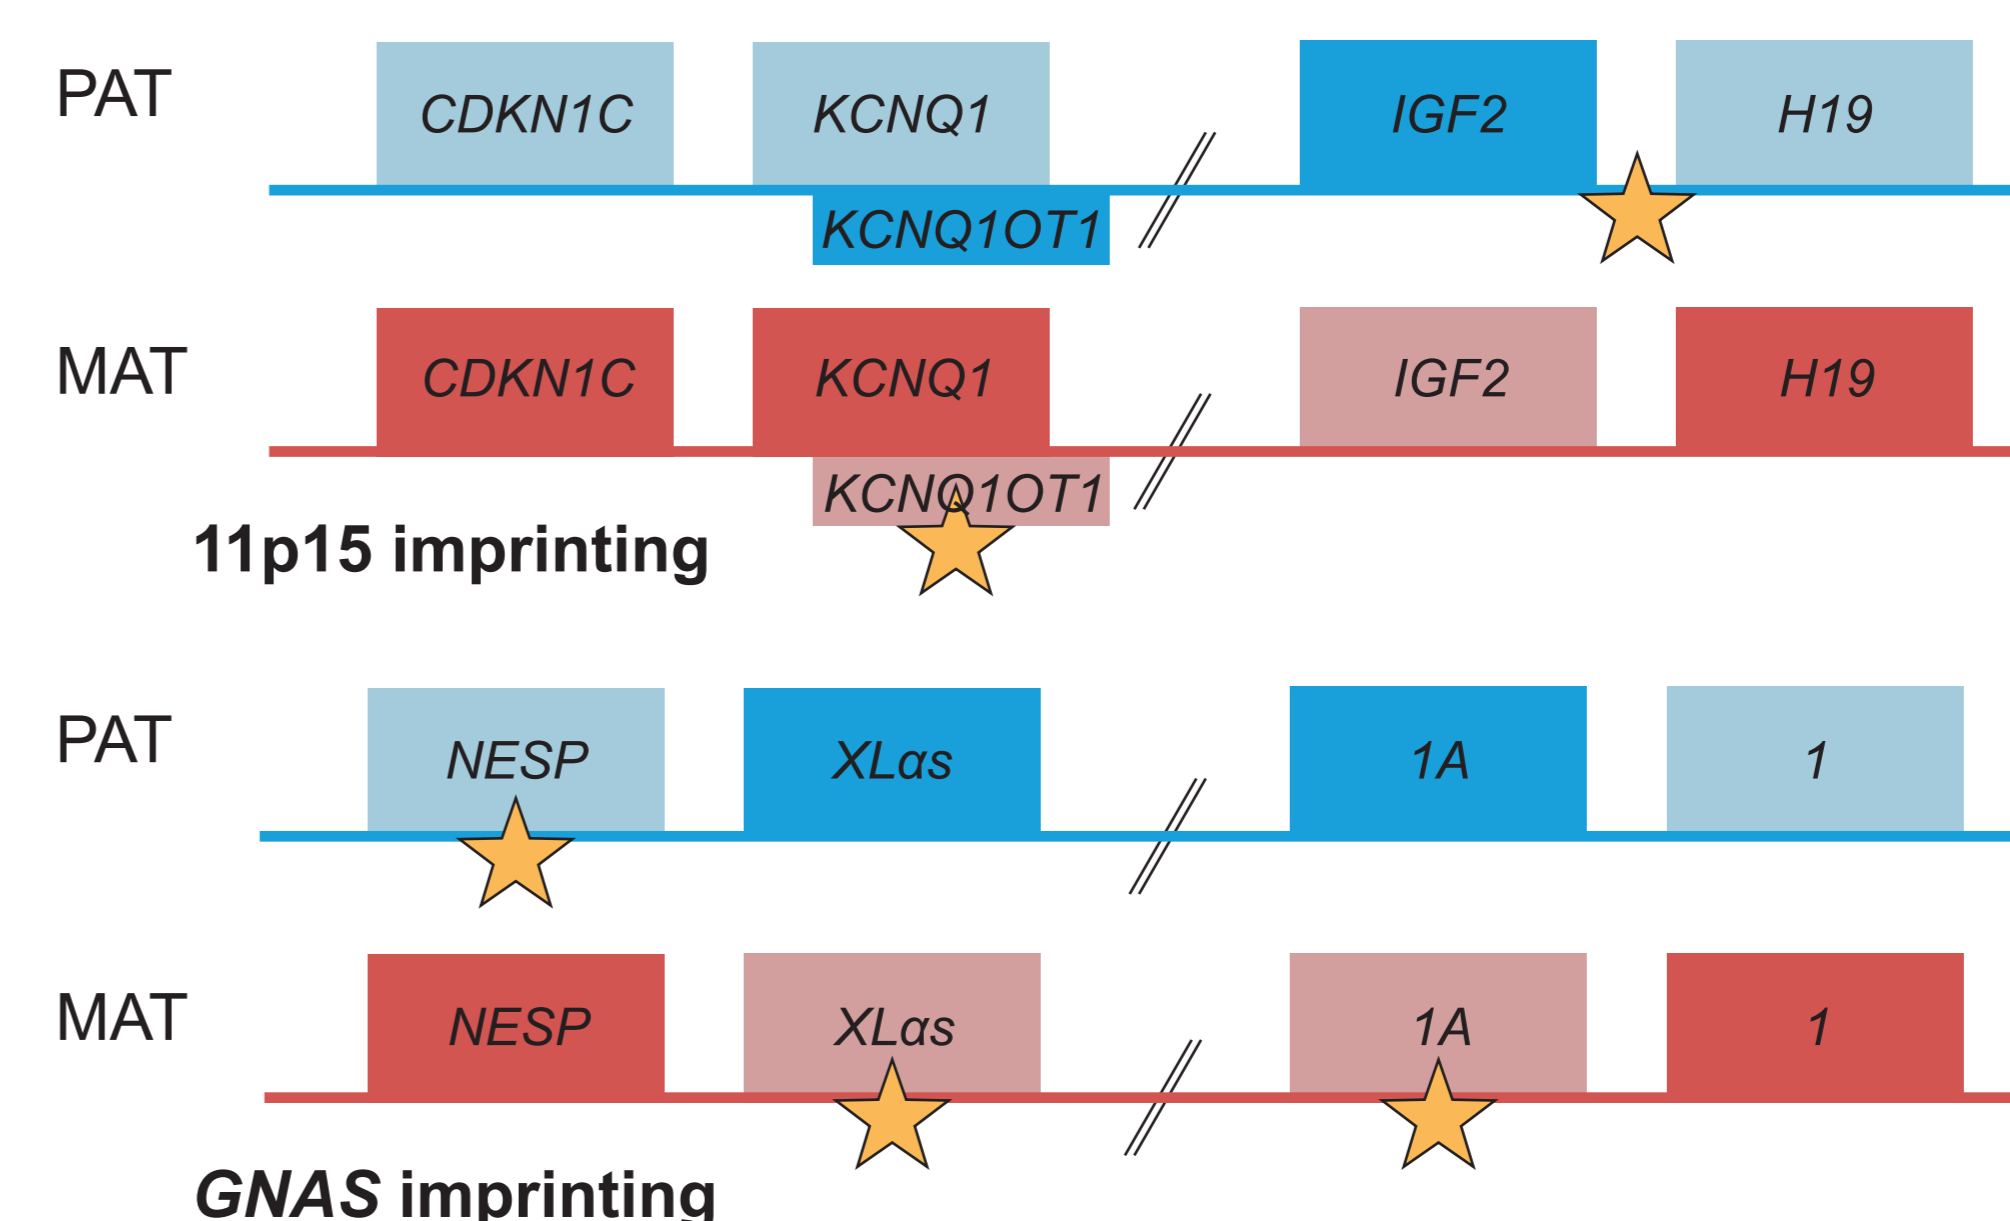 PAT CDKN1C KCNQ1 IGF2 H19
KCNQ1OT1
MAT CDKN1C KCNQ1 IGF2 H19
KCNQ1OT1
11p15 imprinting
PAT NESP XLαs 1A 1
MAT NESP XLαs 1A 1
GNAS imprinting